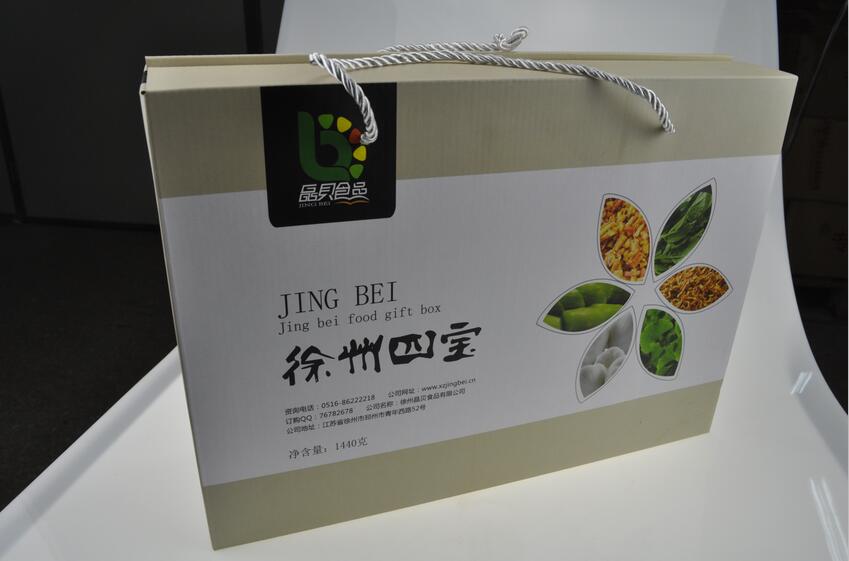 晶贝食品
JING BEI
JING BEI
Jing bei food gift box
徐州四宝
资询电话：0516-86222218 公司网址：www.xzjingbei.cn
订购QQ：76782678 公司名称：徐州晶贝食品有限公司
公司地址：江苏省徐州市邳州市青年西路52号
净含量：1440克